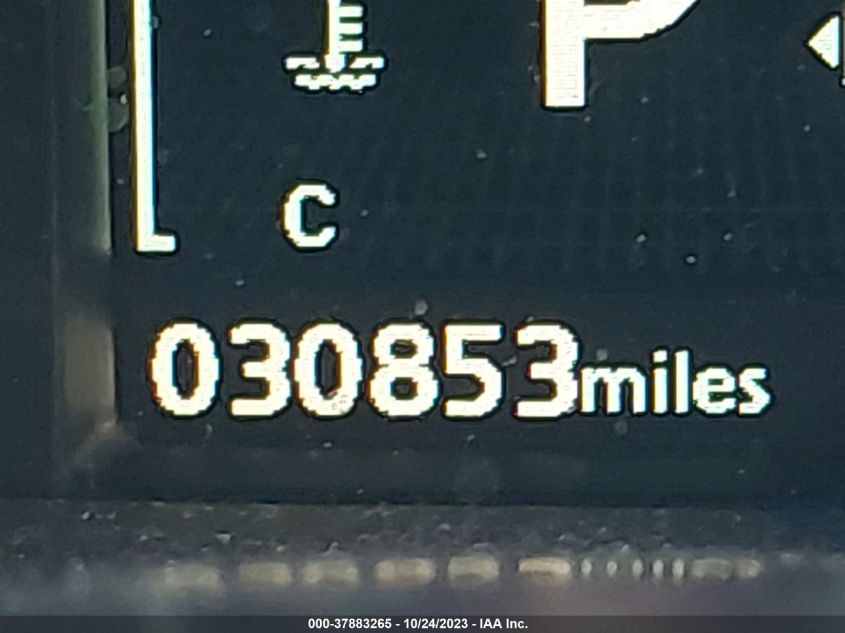 P
C
030853miles
000-37883265 - 10/24/2023 - IAA Inc.